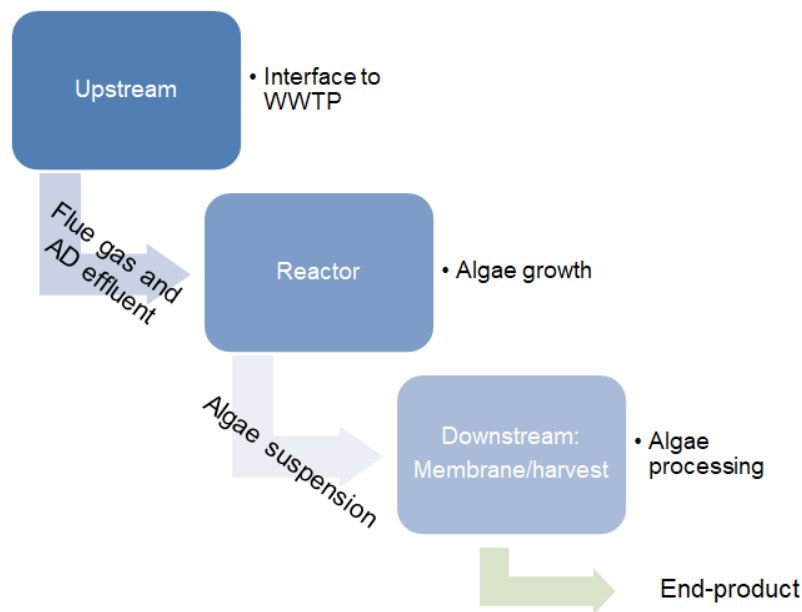 Upstream
• Interface to
WWTP
Flue gas and
AD effluent
Reactor
• Algae growth
Algae suspension
Downstream:
Membrane/harvest
• Algae
processing
End-product